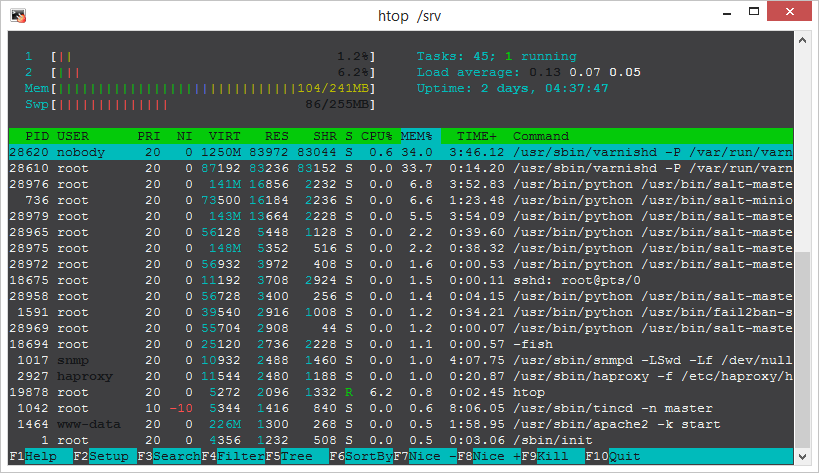 htop /srv
1 [|| 1.2%] Tasks: 45; 1 running
2 [||| 6.2%] Load average: 0.13 0.07 0.05
Mem[||||||||||||||||||||||||||||||104/241MB] Uptime: 2 days, 04:37:47
Swp[|||||||||||||| 86/255MB]
PID USER PRI NI VIRT RES SHR S CPU% MEM% TIME+ Command
28620 nobody 20 0 1250M 83972 83044 S 0.6 34.0 3:46.12 /usr/sbin/varnishd -P /var/run/varn
28610 root 20 0 87192 83236 83152 S 0.0 33.7 0:14.20 /usr/sbin/varnishd -P /var/run/varn
28976 root 20 0 141M 16856 2232 S 0.0 6.8 3:52.83 /usr/bin/python /usr/bin/salt-maste
736 root 20 0 73500 16184 2236 S 0.0 6.6 1:23.48 /usr/bin/python /usr/bin/salt-minio
28979 root 20 0 143M 13664 2228 S 0.0 5.5 3:54.09 /usr/bin/python /usr/bin/salt-maste
28965 root 20 0 56128 5448 1128 S 0.0 2.2 0:39.60 /usr/bin/python /usr/bin/salt-maste
28975 root 20 0 148M 5352 516 S 0.0 2.2 0:38.32 /usr/bin/python /usr/bin/salt-maste
28972 root 20 0 56932 3972 408 S 0.0 1.6 0:00.53 /usr/bin/python /usr/bin/salt-maste
18675 root 20 0 11192 3708 2924 S 0.0 1.5 0:00.11 sshd: root@pts/0
28958 root 20 0 56728 3400 256 S 0.0 1.4 0:04.15 /usr/bin/python /usr/bin/salt-maste
1591 root 20 0 39540 2916 1008 S 0.0 1.2 0:34.21 /usr/bin/python /usr/bin/fail2ban-s
28969 root 20 0 55704 2908 44 S 0.0 1.2 0:00.07 /usr/bin/python /usr/bin/salt-maste
18694 root 20 0 25120 2736 2228 S 0.0 1.1 0:00.57 -fish
1017 snmp 20 0 10932 2488 1460 S 0.0 1.0 4:07.75 /usr/sbin/snmpd -LSwd -Lf /dev/null
2927 haproxy 20 0 11544 2480 1188 S 0.0 1.0 0:20.87 /usr/sbin/haproxy -f /etc/haproxy/h
19878 root 20 0 5272 2096 1332 R 6.2 0.8 0:02.45 htop
1042 root 10 -10 5344 1416 840 S 0.0 0.6 8:06.05 /usr/sbin/tincd -n master
1464 www-data 20 0 226M 1300 268 S 0.0 0.5 1:58.95 /usr/sbin/apache2 -k start
1 root 20 0 4356 1232 508 S 0.0 0.5 0:03.06 /sbin/init
F1Help F2Setup F3SearchF4FilterF5Tree F6SortByF7Nice -F8Nice +F9Kill F10Quit